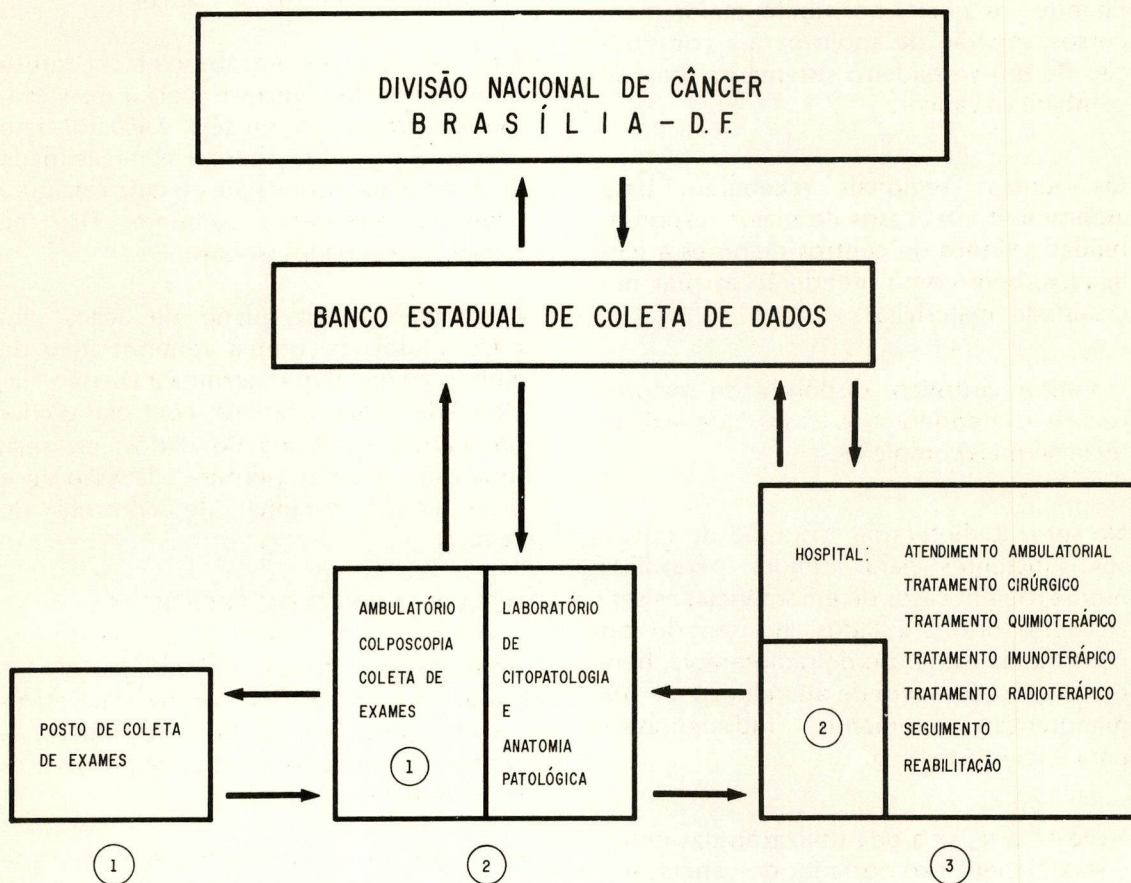 DIVISÃO NACIONAL DE CÂNCER
BRASÍLIA - D.F.
BANCO ESTADUAL DE COLETA DE DADOS
POSTO DE COLETA
DE EXAMES
1
AMBULATÓRIO
COLPOSCOPIA
COLETA DE
EXAMES
1
LABORATÓRIO
DE
CITOPATOLOGIA
E
ANATOMIA
PATOLÓGICA
2
HOSPITAL: ATENDIMENTO AMBULATORIAL
TRATAMENTO CIRÚRGICO
TRATAMENTO QUIMIOTERÁPICO
TRATAMENTO IMUNOTERÁPICO
TRATAMENTO RADIOTERÁPICO
SEGUIMENTO
REABILITAÇÃO
2
3